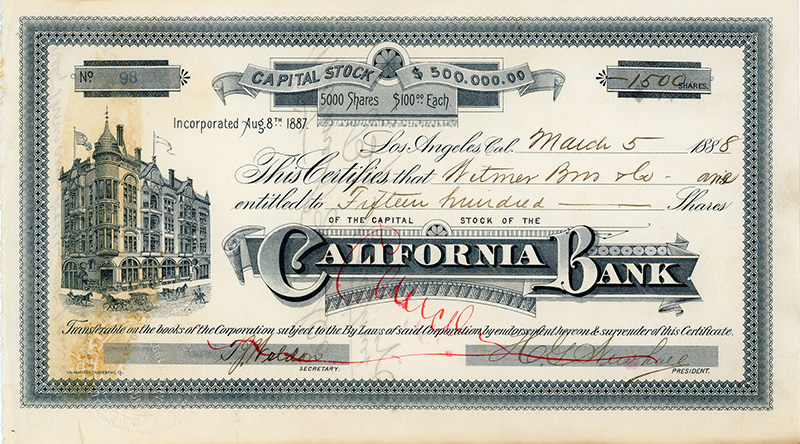 CAPITAL STOCK $500.000.00
No 98
5000 Shares $100.00 Each.
1500 SHARES.
Incorporated Aug. 8TH 1887.
Los Angeles, Cal. March 5 1888
This Certifies that Witmer Bros & Co - are
entitled to Fifteen hundred Shares
OF THE CAPITAL STOCK OF THE
CALIFORNIA BANK
Transferable on the books of the Corporation, subject to the By Laws of said Corporation, by endorsement hereon & surrender of this Certificate.
T. J. Weldon
SECRETARY.
PRESIDENT.